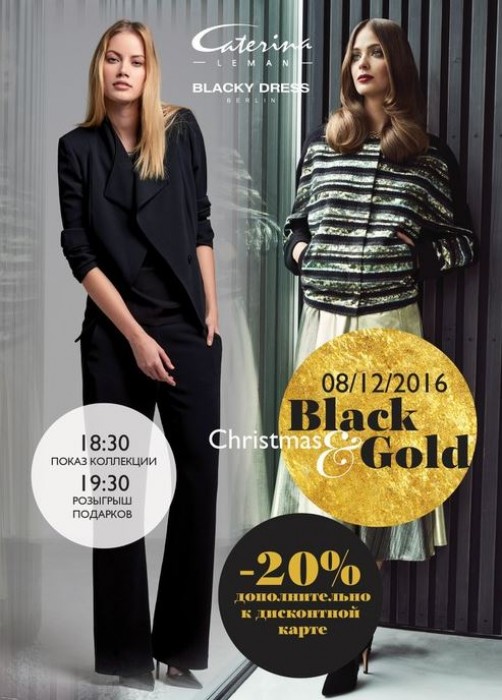 Caterina
LEMAN
BLACKY DRESS
BERLIN
08/12/2016
Christmas
Black
& Gold
18:30
ПОКАЗ КОЛЛЕКЦИИ
19:30
РОЗЫГРЫШ
ПОДАРКОВ
-20%
дополнительно
к дисконтной
карте